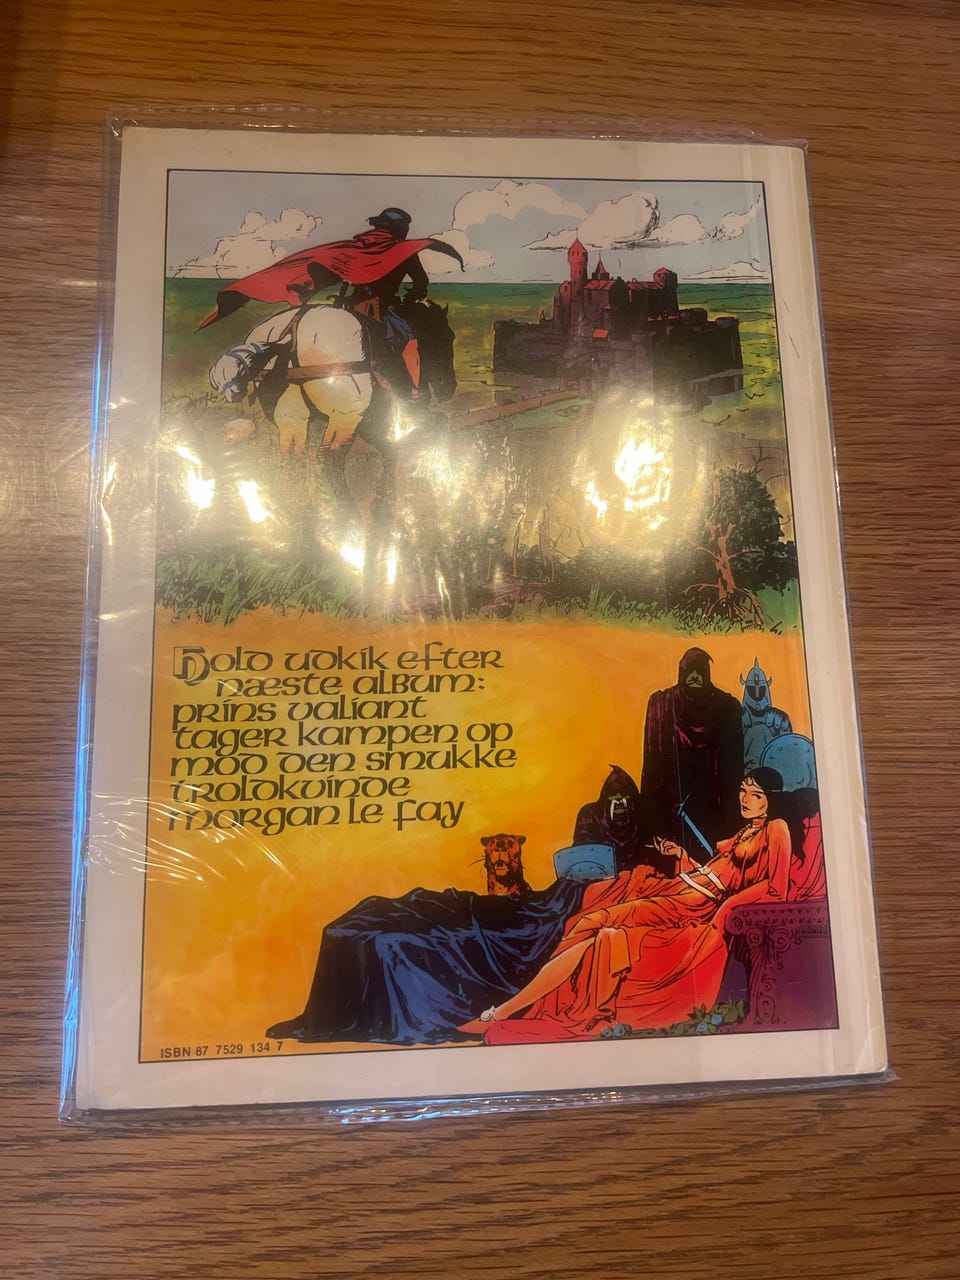 Hold udkik efter
næste album:
prins valiant
tager kampen op
mod den smukke
troldkvinde
morgan le fay
ISBN 87 7529 134 7